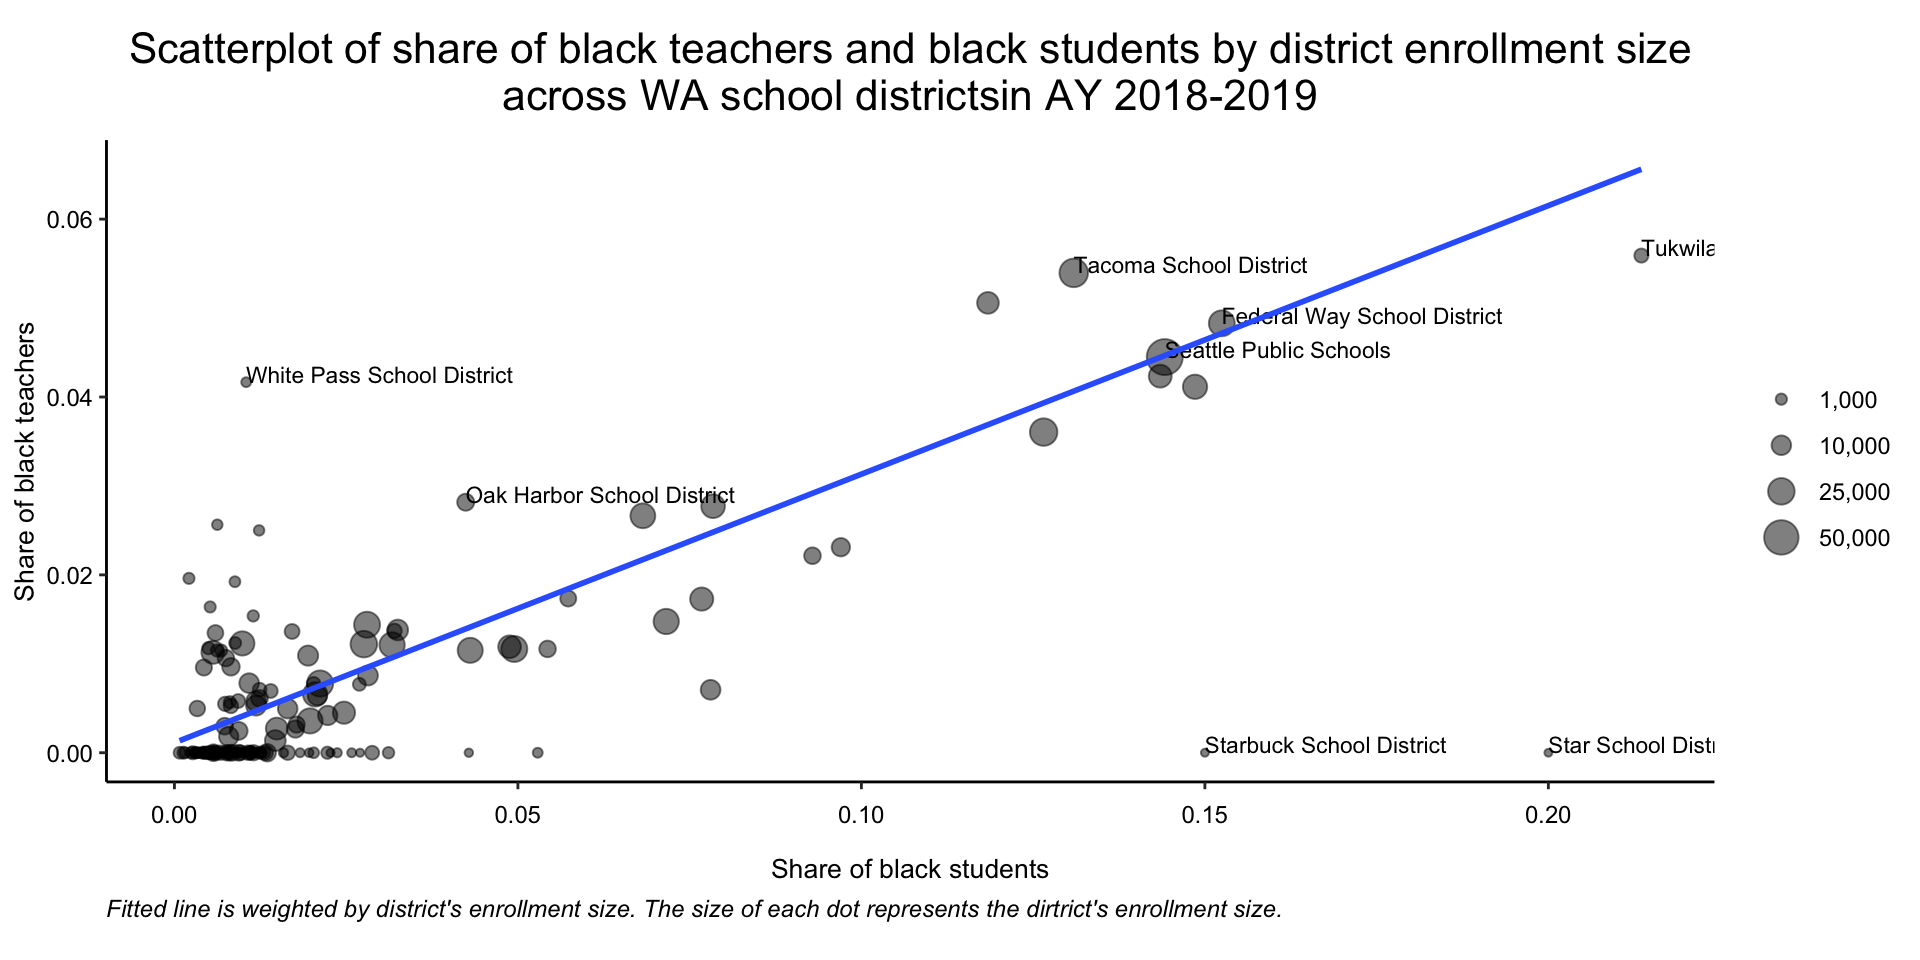 Scatterplot of share of black teachers and black students by district enrollment size
across WA school districtsin AY 2018-2019
Share of black teachers
0.06
0.04
0.02
0.00
Tukwila
Tacoma School District
Federal Way School District
Seattle Public Schools
White Pass School District
Oak Harbor School District
Starbuck School District
Star School Distr
0.00
0.05
0.10
0.15
0.20
Share of black students
1,000
10,000
25,000
50,000
Fitted line is weighted by district's enrollment size. The size of each dot represents the dirtrict's enrollment size.